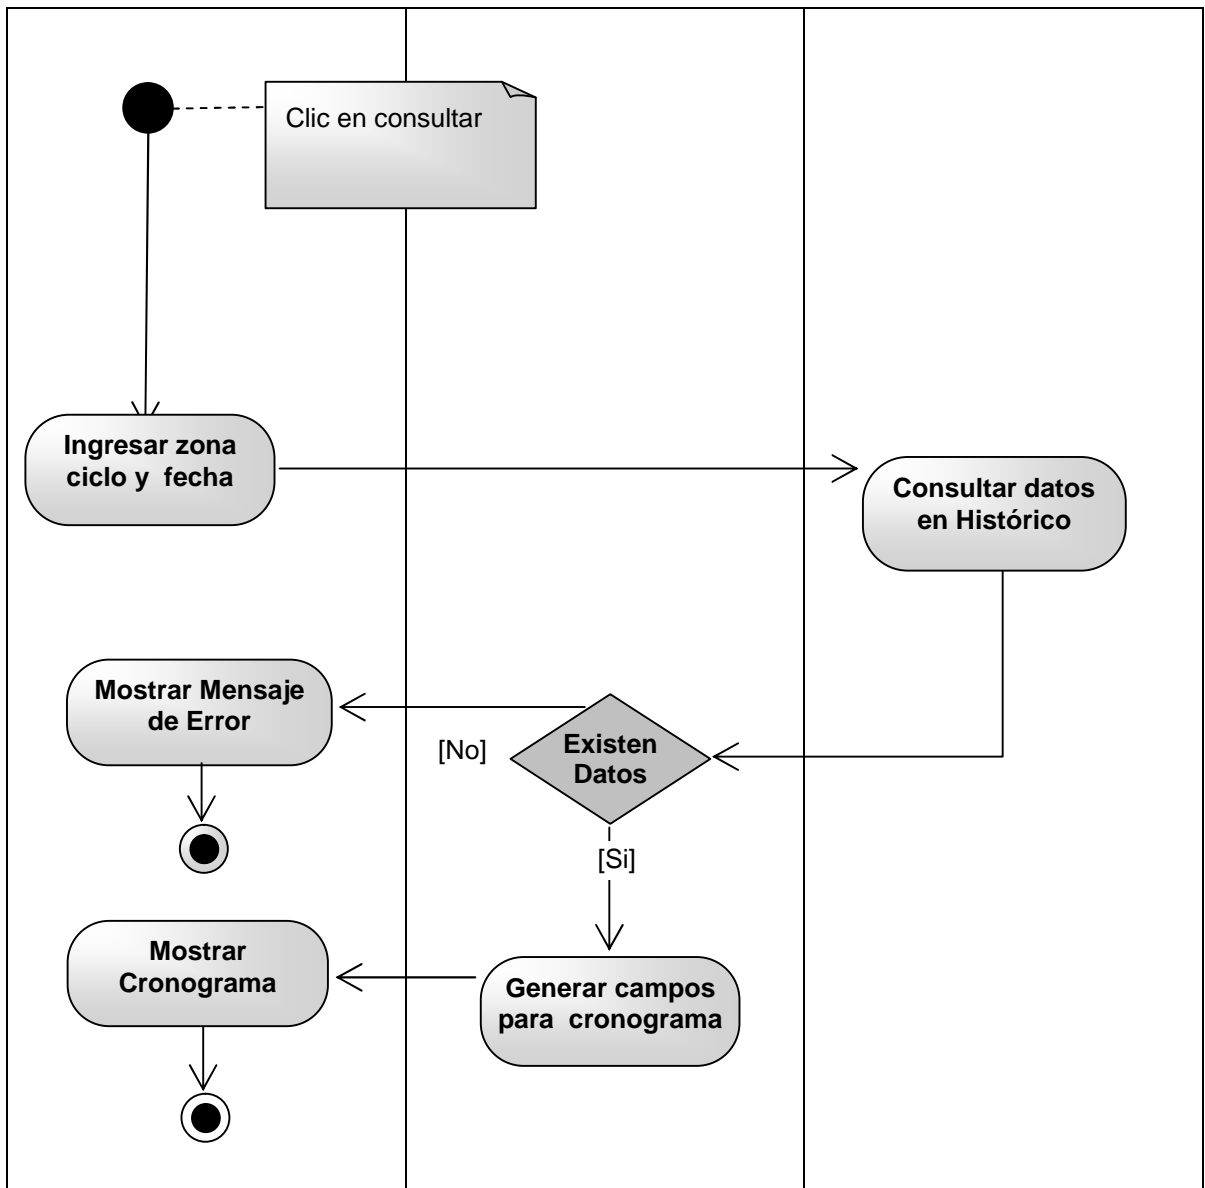 Clic en consultar
Ingresar zona
ciclo y fecha
Consultar datos
en Histórico
Mostrar Mensaje
de Error
[No]
Existen
Datos
[Si]
Mostrar
Cronograma
Generar campos
para cronograma